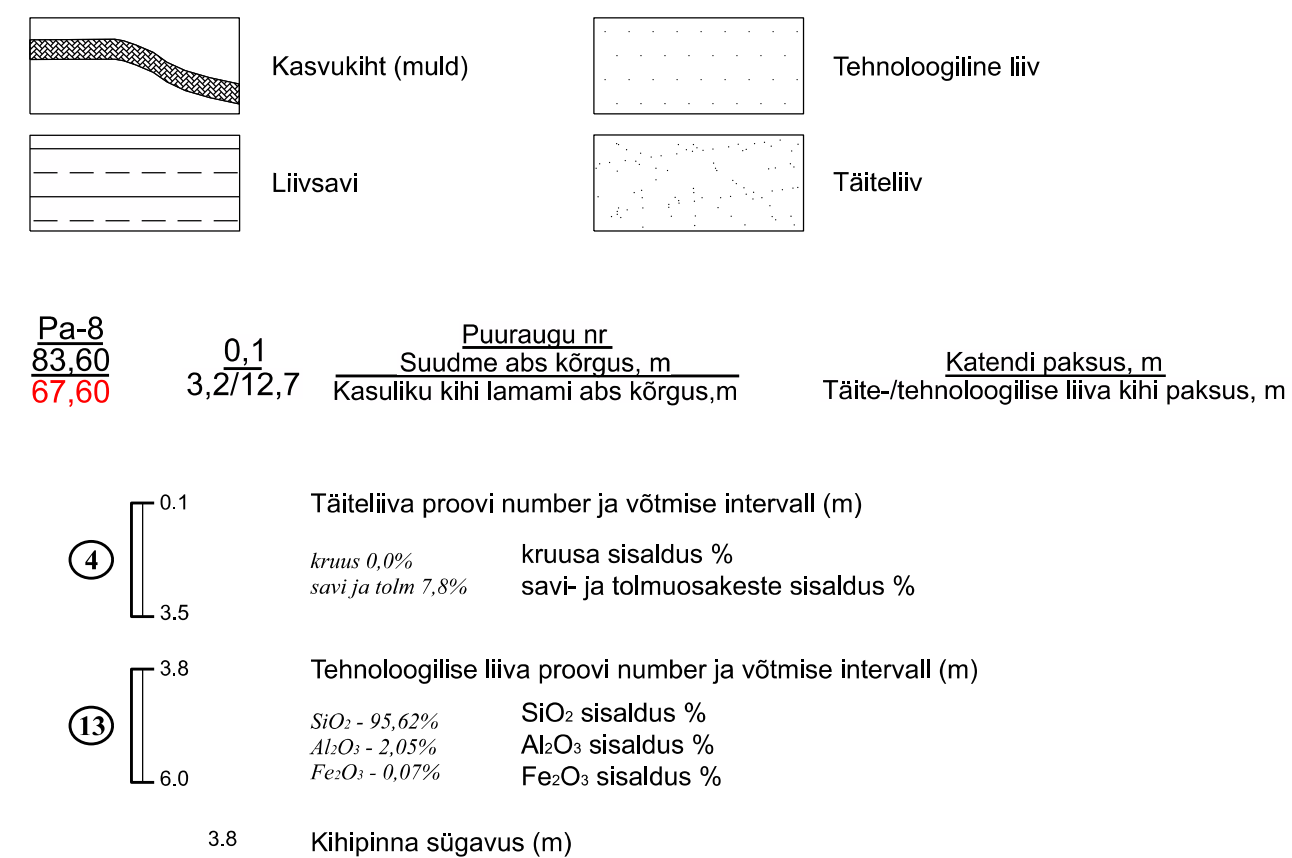 Kasvukiht (muld)
Tehnoloogiline liiv
Liivsavi
Täiteliiv
Pa-8
83,60
67,60
0,1
3,2/12,7
Puuraugu nr
Suudme abs kõrgus, m
Kasuliku kihi lamami abs kõrgus,m
Katendi paksus, m
Täite-/tehnoloogilise liiva kihi paksus, m
0.1
Täiteliiva proovi number ja võtmise intervall (m)
4
kruus 0,0%
kruusa sisaldus %
savi ja tolm 7,8%
savi- ja tolmuosakeste sisaldus %
3.5
3.8
Tehnoloogilise liiva proovi number ja võtmise intervall (m)
13
SiO₂ - 95,62%
SiO₂ sisaldus %
Al₂O₃ - 2,05%
Al₂O₃ sisaldus %
Fe₂O₃ - 0,07%
Fe₂O₃ sisaldus %
6.0
3.8
Kihipinna sügavus (m)